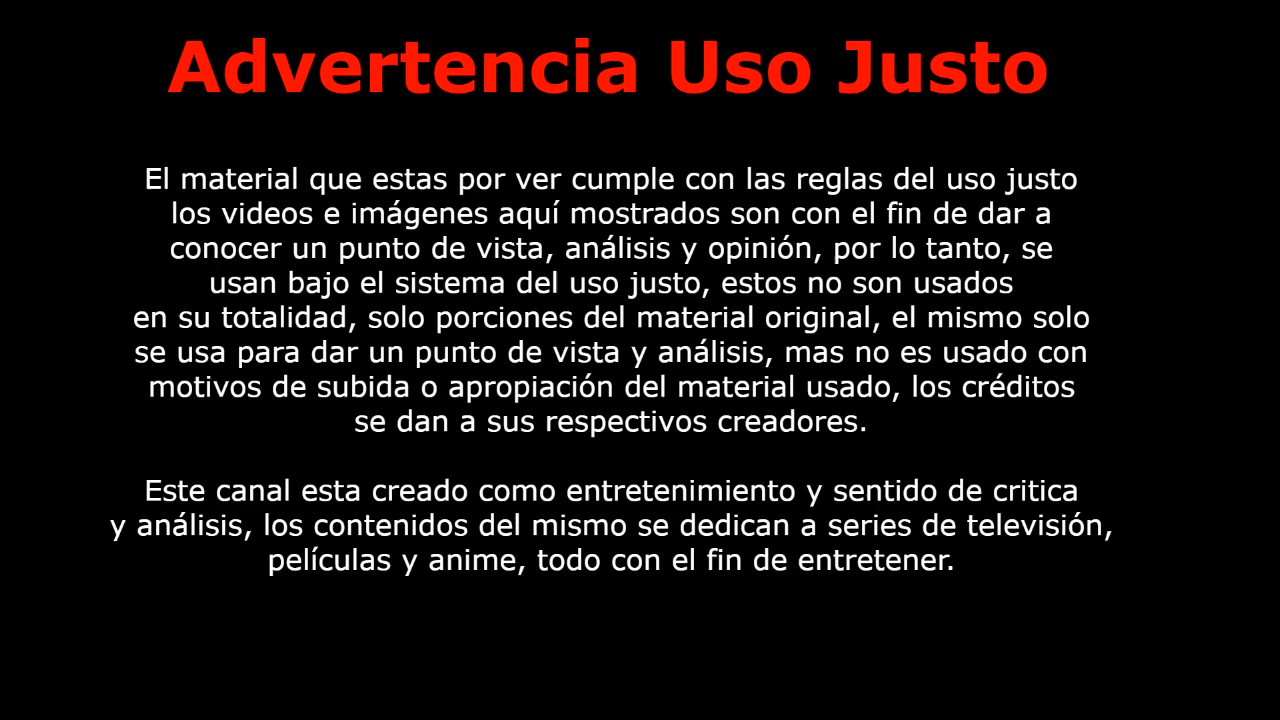 Advertencia Uso Justo
El material que estas por ver cumple con las reglas del uso justo
los videos e imágenes aquí mostrados son con el fin de dar a
conocer un punto de vista, análisis y opinión, por lo tanto, se
usan bajo el sistema del uso justo, estos no son usados
en su totalidad, solo porciones del material original, el mismo solo
se usa para dar un punto de vista y análisis, mas no es usado con
motivos de subida o apropiación del material usado, los créditos
se dan a sus respectivos creadores.
Este canal esta creado como entretenimiento y sentido de critica
y análisis, los contenidos del mismo se dedican a series de televisión,
películas y anime, todo con el fin de entretener.